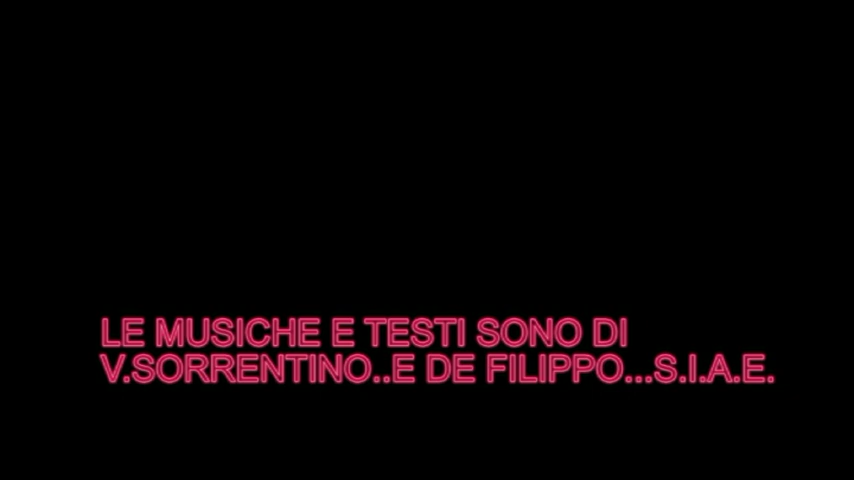 LE MUSICHE E TESTI SONO DI
V.SORRENTINO..E DE FILIPPO...S.I.A.E.